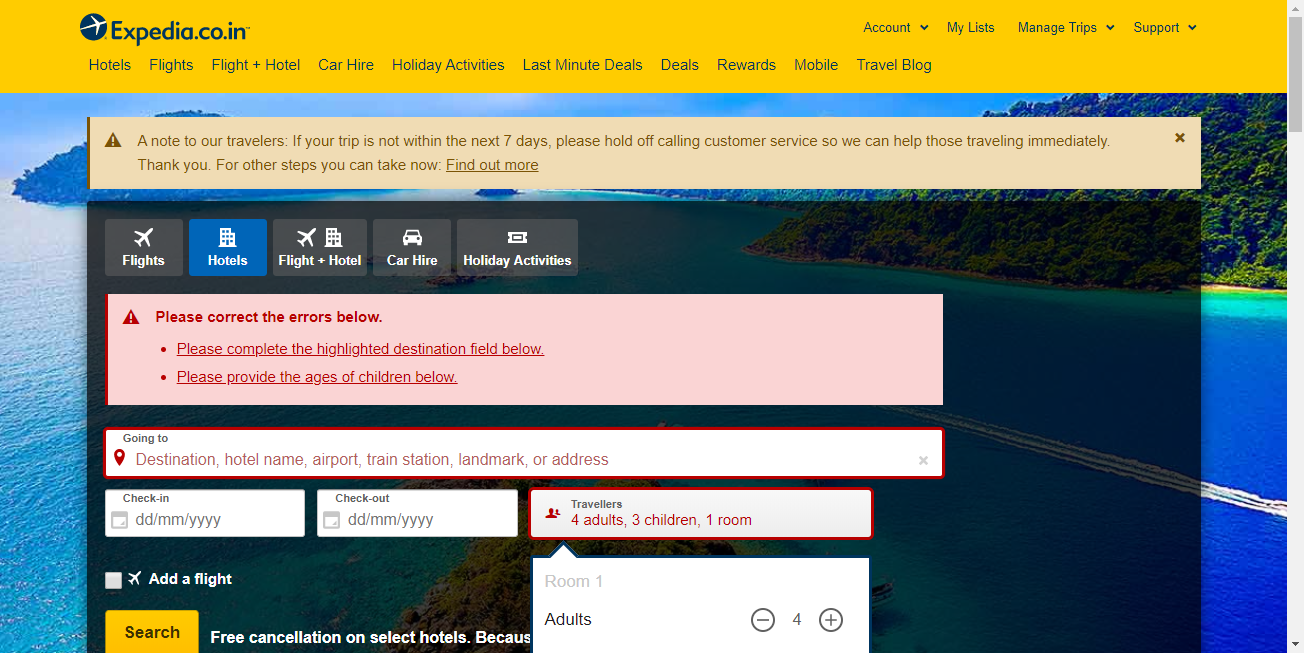 Expedia.co.in
Account
My Lists
Manage Trips
Support
Hotels
Flights
Flight + Hotel
Car Hire
Holiday Activities
Last Minute Deals
Deals
Rewards
Mobile
Travel Blog
A note to our travelers: If your trip is not within the next 7 days, please hold off calling customer service so we can help those traveling immediately.
Thank you. For other steps you can take now: Find out more
Flights
Hotels
Flight + Hotel
Car Hire
Holiday Activities
Please correct the errors below.
Please complete the highlighted destination field below.
Please provide the ages of children below.
Going to
Destination, hotel name, airport, train station, landmark, or address
Check-in
dd/mm/yyyy
Check-out
dd/mm/yyyy
Travellers
4 adults, 3 children, 1 room
Add a flight
Room 1
Adults
4
Search
Free cancellation on select hotels. Becaus